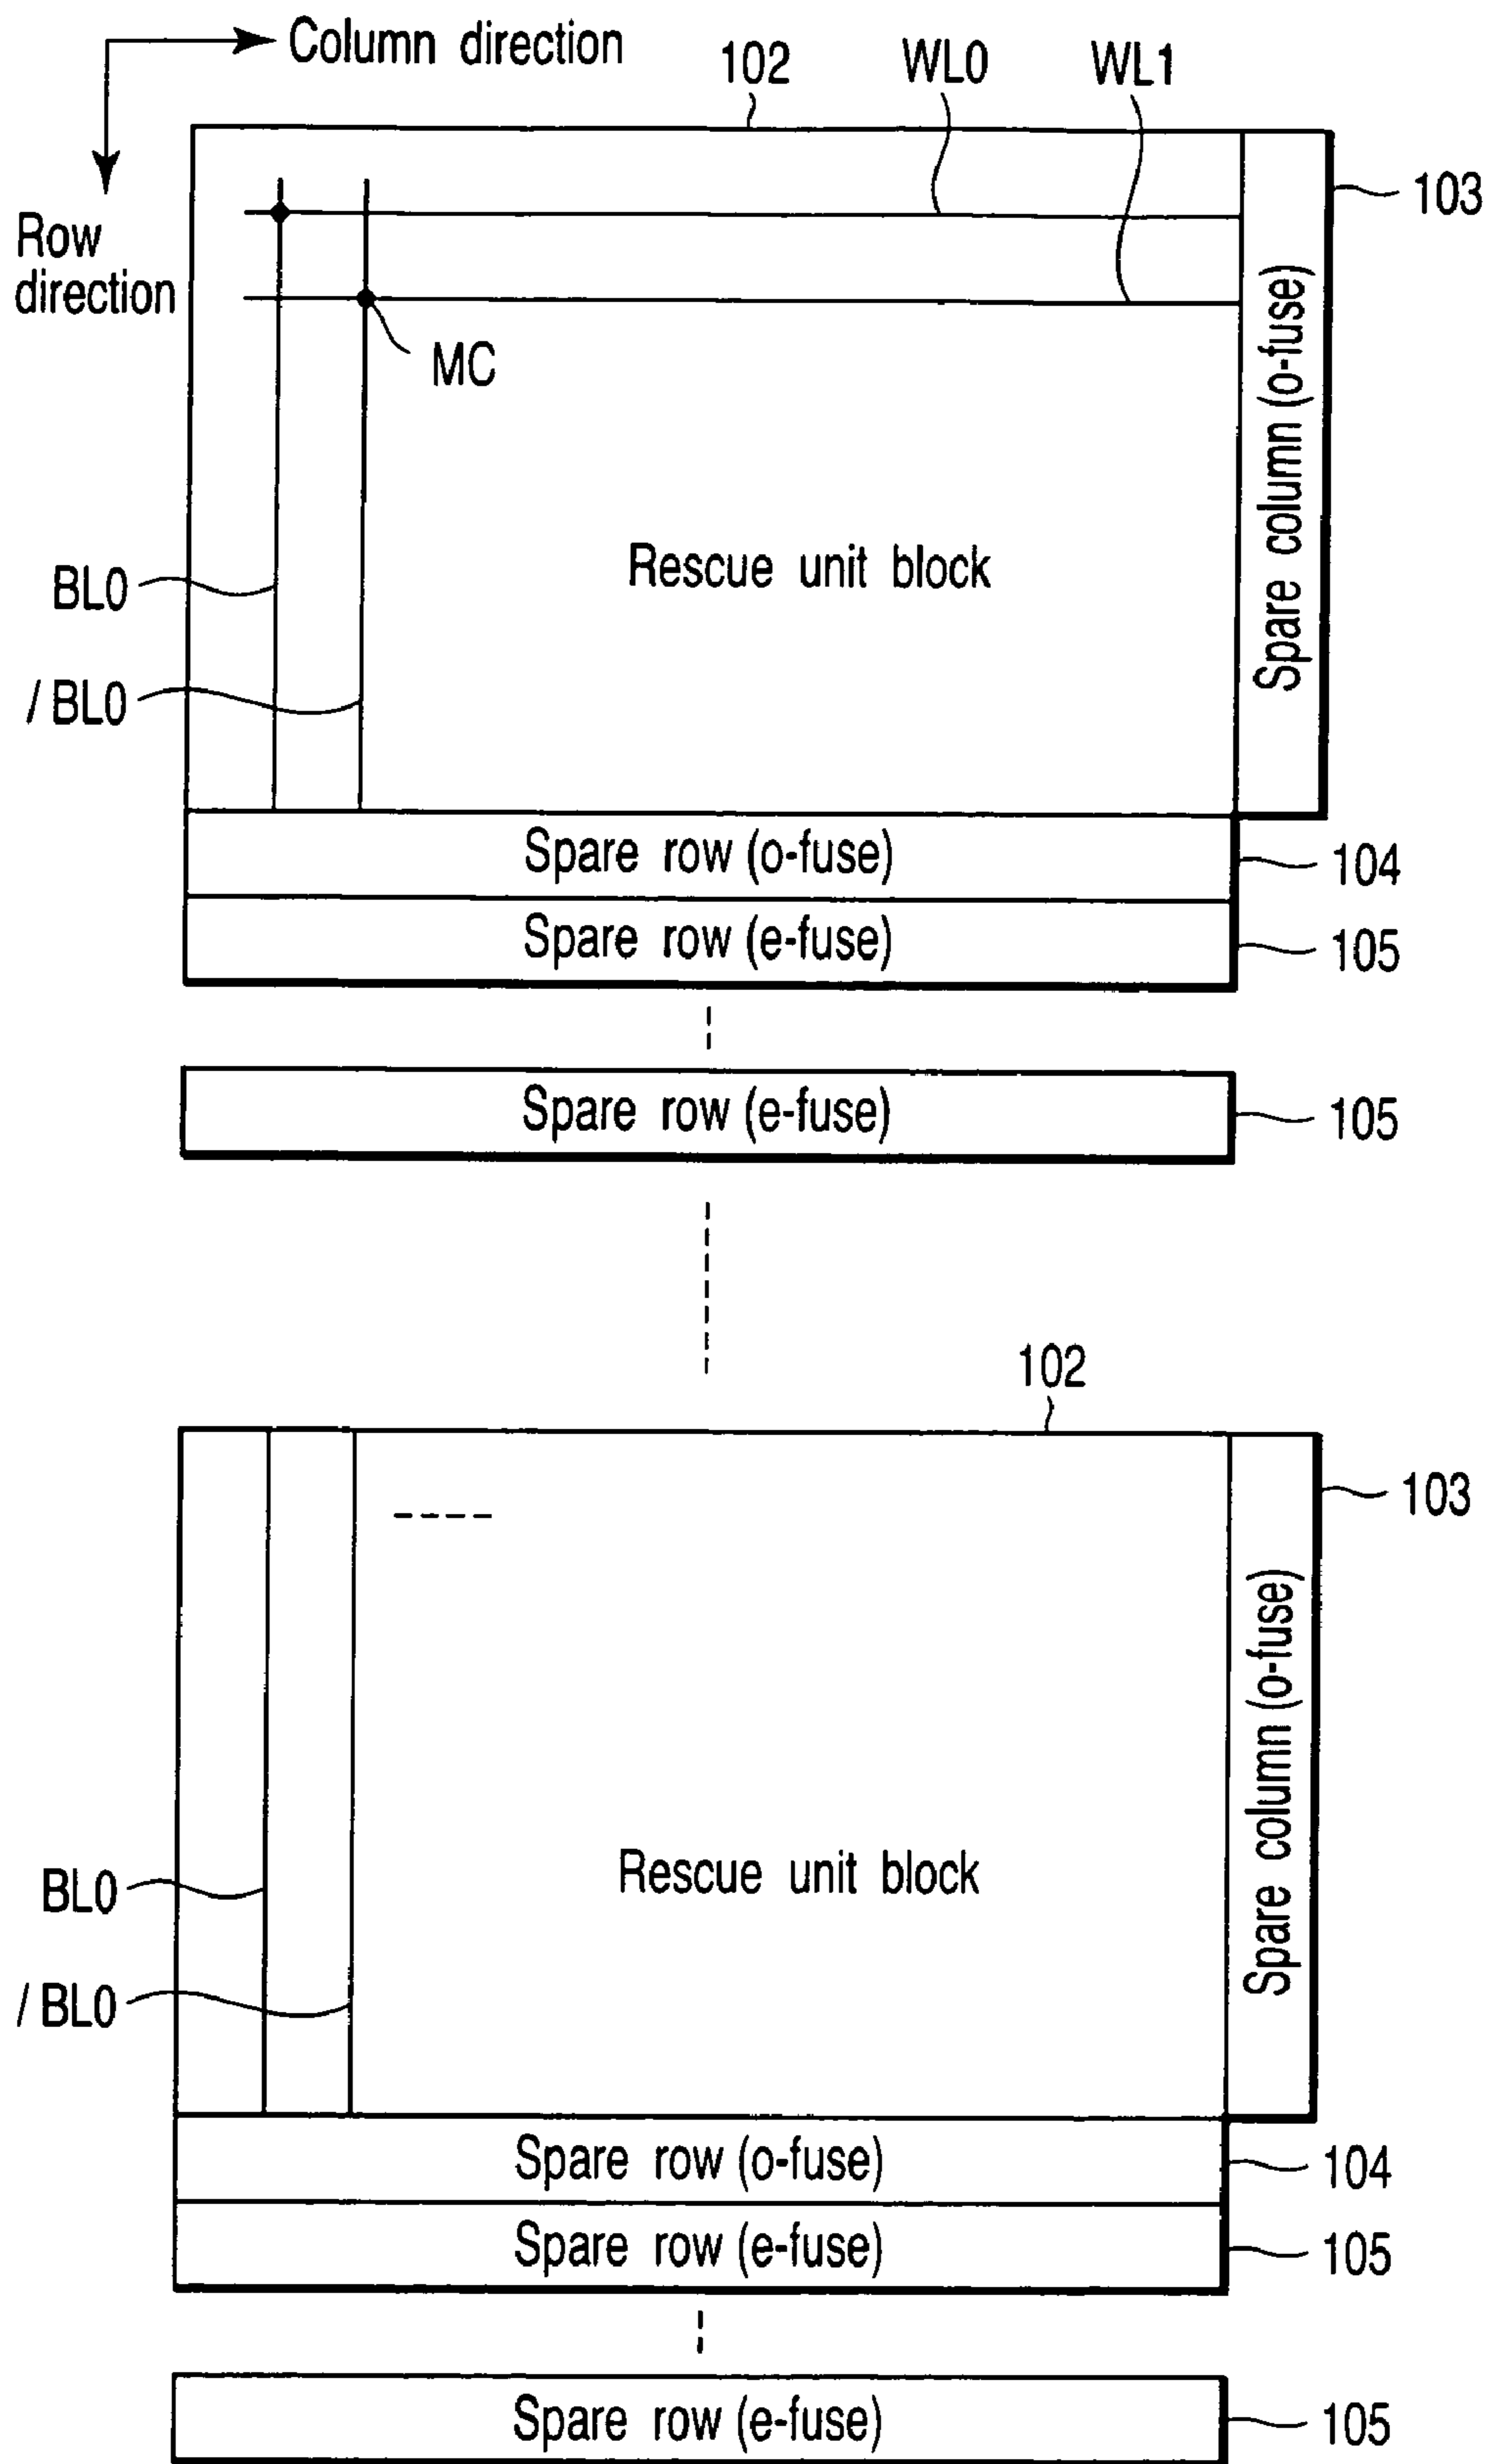 Column direction
102
WL0
WL1
103
Row
direction
MC
Spare column (o-fuse)
Rescue unit block
BL0
/BL0
Spare row (o-fuse)
104
Spare row (e-fuse)
105
Spare row (e-fuse)
105
102
103
Spare column (o-fuse)
Rescue unit block
BL0
/BL0
Spare row (o-fuse)
104
Spare row (e-fuse)
105
Spare row (e-fuse)
105